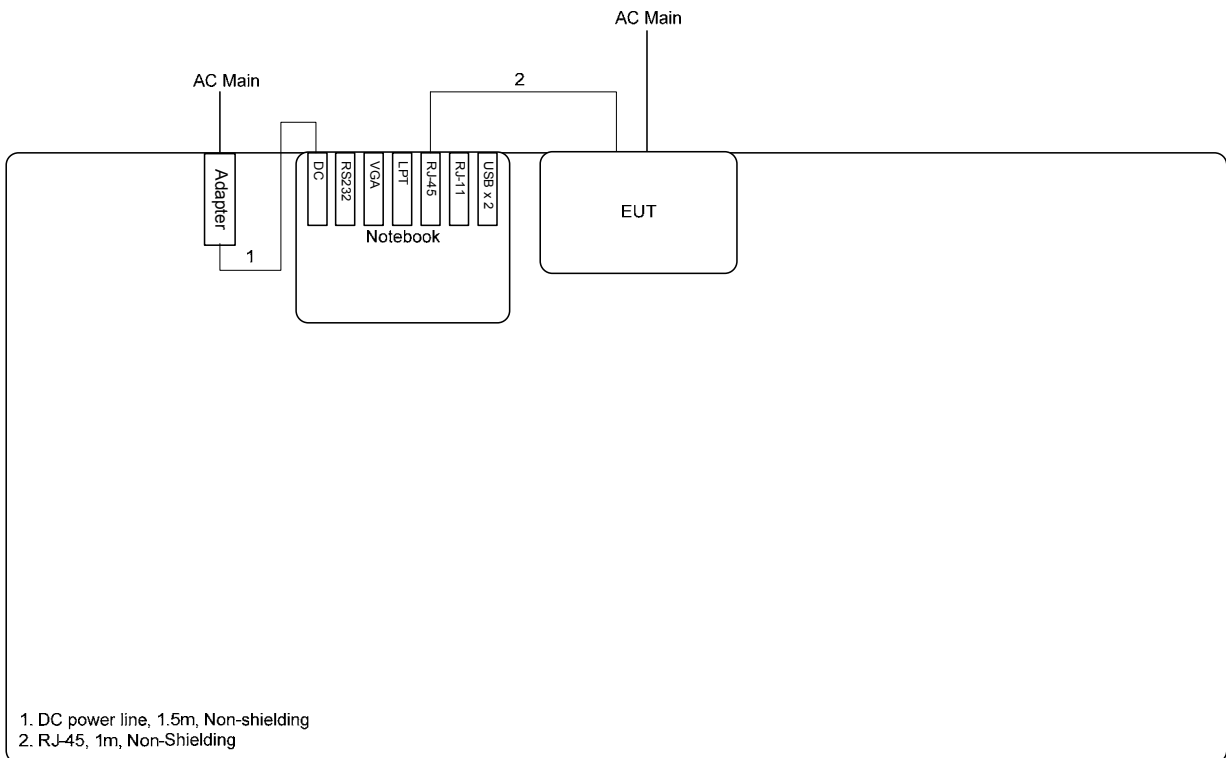 AC Main
AC Main
2
Adapter
DC
RS232
VGA
LPT
RJ-45
RJ-11
USB x 2
Notebook
EUT
1
1. DC power line, 1.5m, Non-shielding
2. RJ-45, 1m, Non-Shielding